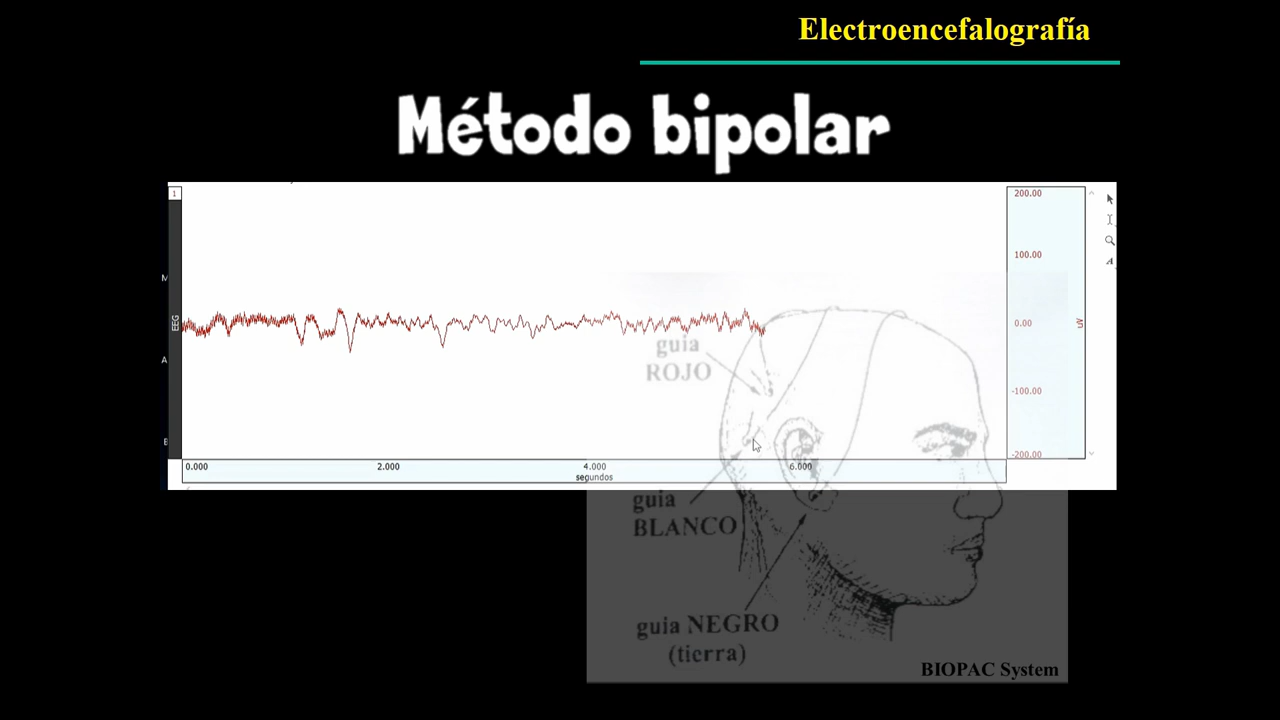 Electroencefalografía
Método bipolar
1
200.00
100.00
0.00
-100.00
-200.00
uV
EEG
M
A
B
guia
ROJO
0.000 2.000 4.000 6.000
segundos
guia
BLANCO
guia NEGRO
(tierra)
BIOPAC System